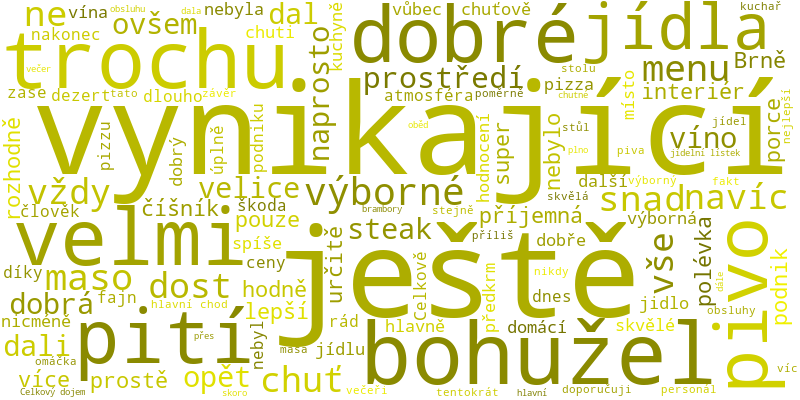 obsluhu
dala
kuchař
ne
vína
ovšem
nebyla
dal
vůbec
chuťově
dobré
jídla
nakonec
chuti
kuchyně
trochu
naprosto
prostředí
menu
Brně
večer
stolu
poměrně
pizza
chutné
místo
interiér
zase
dezert
tato
dlouho
závěr
atmosféra
porce
nejlepší
vynikající
rozhodně
pizzu
dobrý
úplně
podniku
oběd
hodnocení
super
nebylo
stůl
plno
piva
víno
jídel
jídelní lístek
vždy
velice
výborné
další
výborný
fakt
snad
navíc
člověk
číšník
škoda
brambory
stejně
skvělá
příjemná
výborná
velmi
pouze
steak
příliš
dobře
vše
polévka
pivo
spíše
ještě
díky
maso
dost
ceny
hodně
určitě
Celkově
předkrm
nikdy
dnes
jídlo
dále
podnik
dobrá
fajn
hlavní chod
lepší
rád
hlavně
domácí
skvělé
obsluhy
nicméně
pití
přes
nebyl
masa
jídlu
bohužel
dali
omáčka
více
prostě
opět
chuť
večeři
tentokrát
hlavní
doporučuji
personál
víc
Celkový dojem
skoro